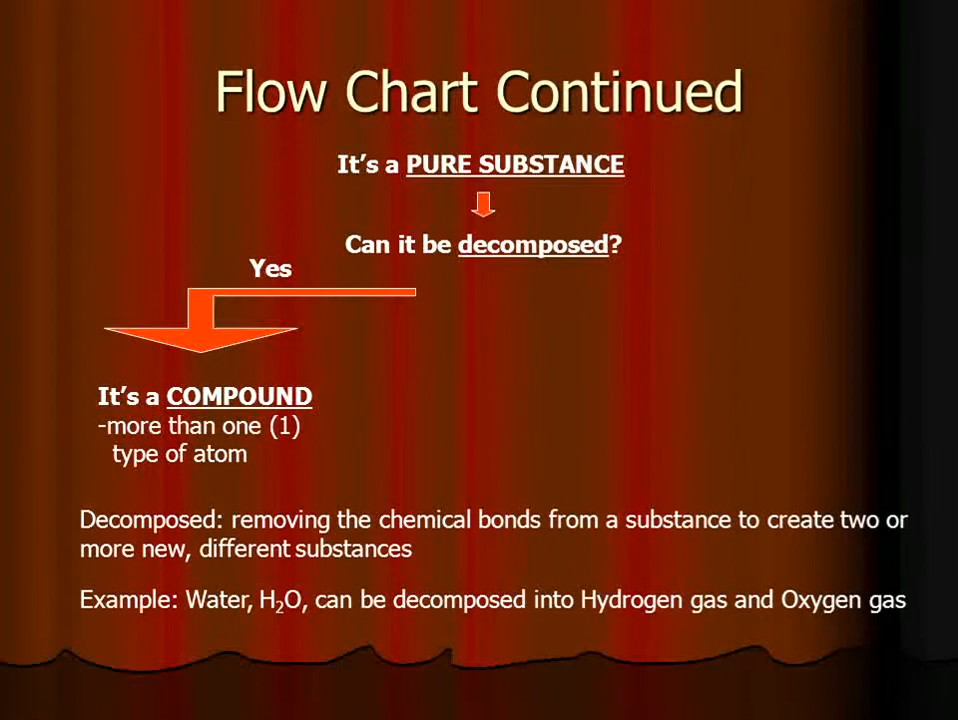 Flow Chart Continued
It’s a PURE SUBSTANCE
Can it be decomposed?
Yes
It’s a COMPOUND
-more than one (1)
type of atom
Decomposed: removing the chemical bonds from a substance to create two or
more new, different substances
Example: Water, H₂O, can be decomposed into Hydrogen gas and Oxygen gas